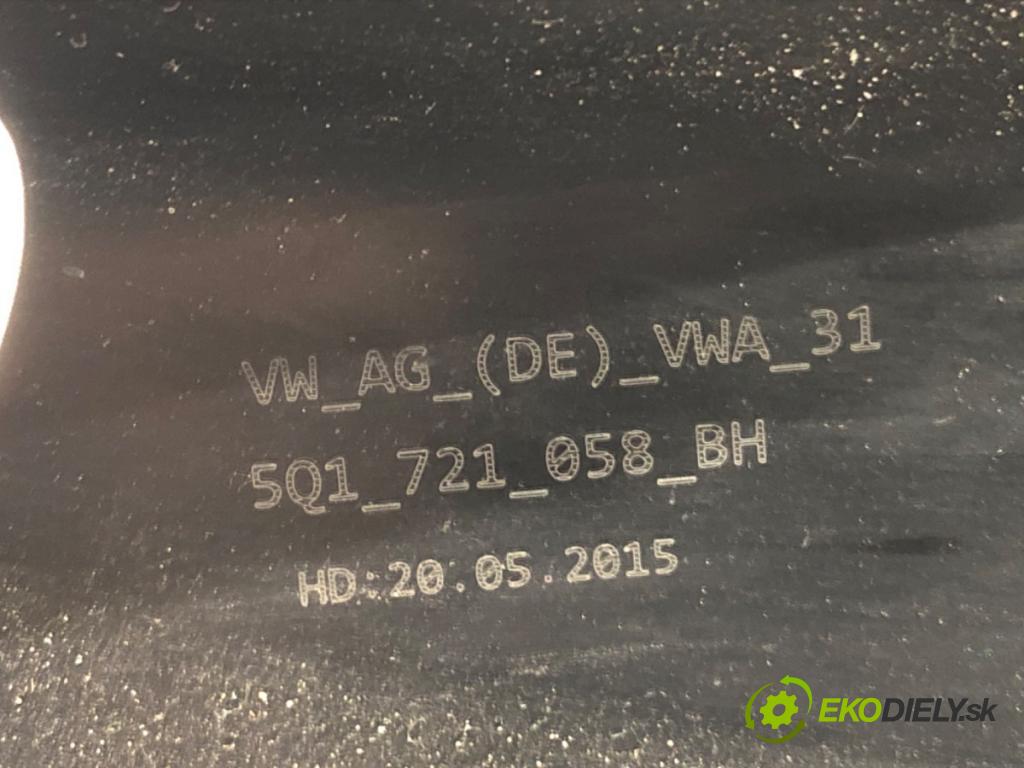 VW_AG_(DE)_VWA_31
5Q1_721_058_BH
HD:20.05.2015
EKODIELY.sk